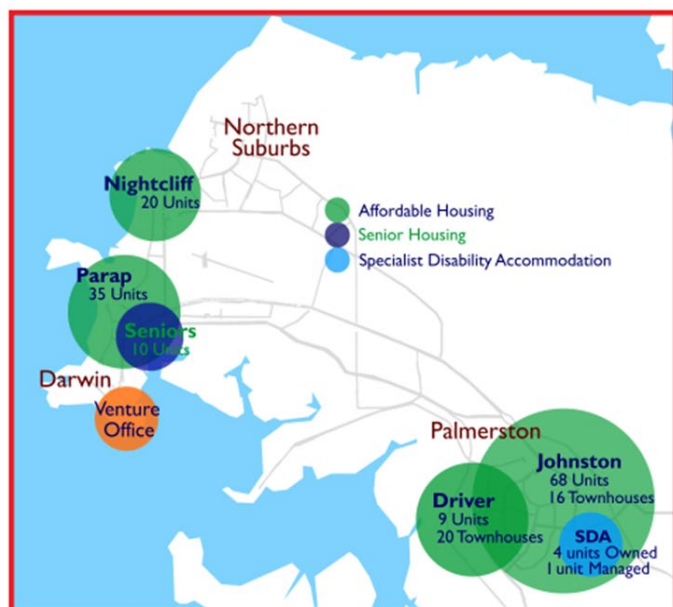 Northern
Suburbs
Nightcliff
20 Units
Affordable Housing
Senior Housing
Specialist Disability Accommodation
Parap
35 Units
Seniors
10 Units
Darwin
Venture
Office
Palmerston
Johnston
68 Units
16 Townhouses
Driver
9 Units
20 Townhouses
SDA
4 units Owned
1 unit Managed